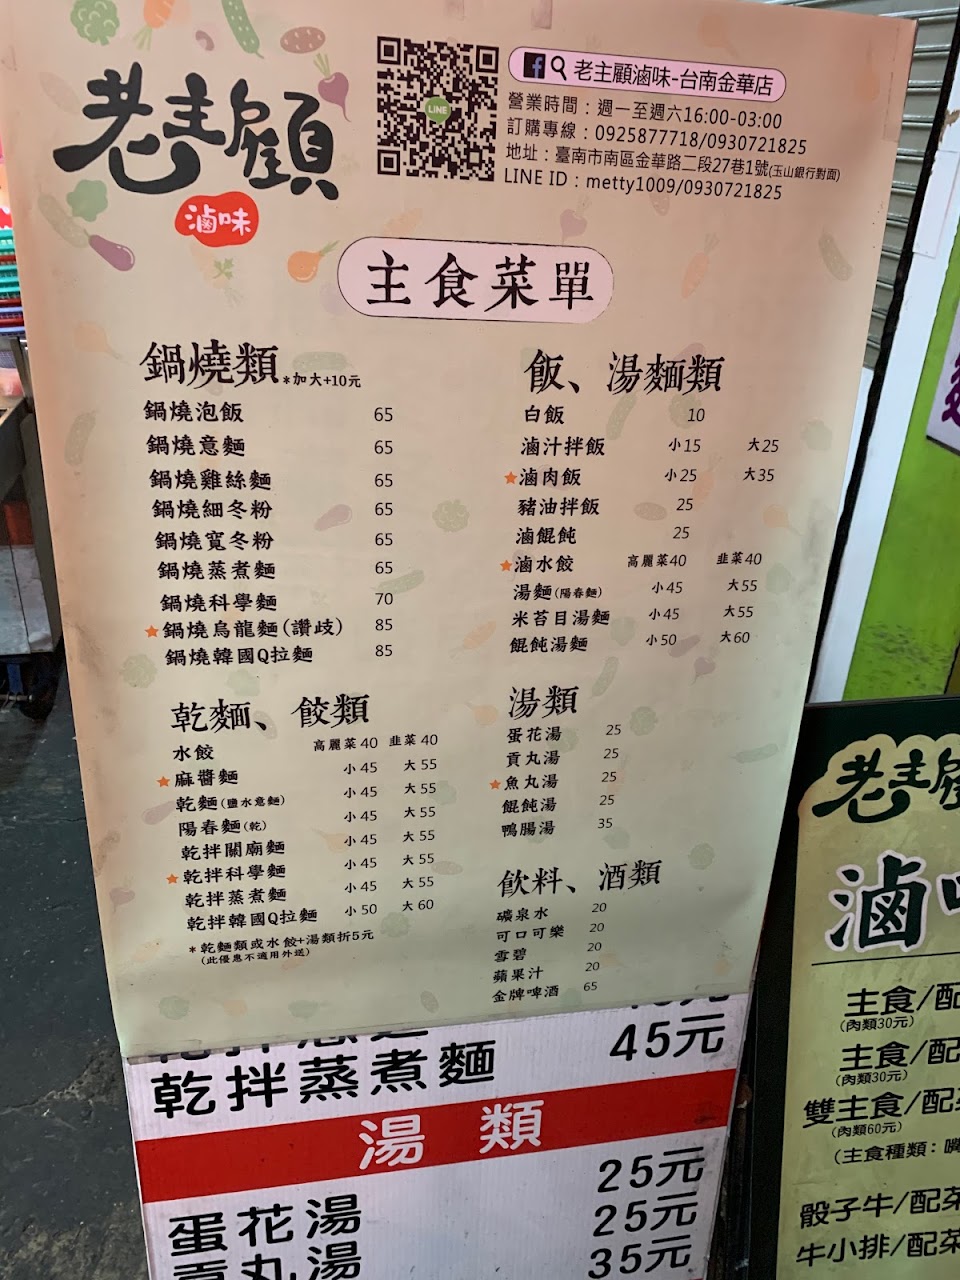 老主顧
滷味
LINE
老主顧滷味-台南金華店
營業時間：週一至週六16:00-03:00
訂購專線：0925877718/0930721825
地址：臺南市南區金華路二段27巷1號(玉山銀行對面)
LINE ID：metty1009/0930721825
主食菜單
鍋燒類 *加大+10元
鍋燒泡飯 65
鍋燒意麵 65
鍋燒雞絲麵 65
鍋燒細冬粉 65
鍋燒寬冬粉 65
鍋燒蒸煮麵 65
鍋燒科學麵 70
★鍋燒烏龍麵(讚歧) 85
鍋燒韓國Q拉麵 85
乾麵、餃類
水餃 高麗菜40 韭菜40
★麻醬麵 小45 大55
乾麵(鹽水意麵) 小45 大55
陽春麵(乾) 小45 大55
乾拌關廟麵 小45 大55
★乾拌科學麵 小45 大55
乾拌蒸煮麵 小45 大55
乾拌韓國Q拉麵 小50 大60
*乾麵類或水餃+湯類折5元
(此優惠不適用外送)
飯、湯麵類
白飯 10
滷汁拌飯 小15 大25
★滷肉飯 小25 大35
豬油拌飯 25
滷餛飩 25
★滷水餃 高麗菜40 韭菜40
湯麵(陽春麵) 小45 大55
米苔目湯麵 小45 大55
餛飩湯麵 小50 大60
湯類
蛋花湯 25
貢丸湯 25
★魚丸湯 25
餛飩湯 25
鴨腸湯 35
飲料、酒類
礦泉水 20
可口可樂 20
雪碧 20
蘋果汁 20
金牌啤酒 65
乾拌蒸煮麵 45元
湯類
25元
蛋花湯 25元
貢丸湯 35元
老主顧
滷味
主食/配
(肉類30元)
主食/配
(肉類30元)
雙主食/配菜
(肉類60元)
(主食種類：
骰子牛/配菜
牛小排/配菜